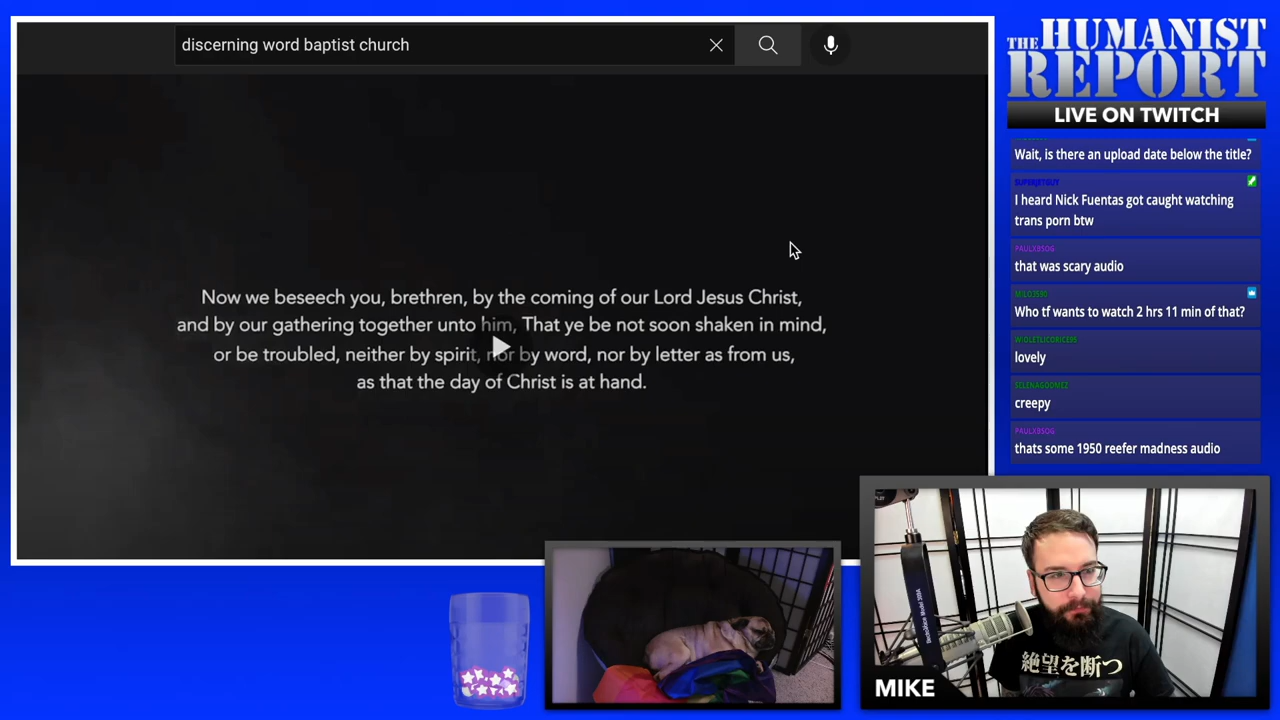 discerning word baptist church
Now we beseech you, brethren, by the coming of our Lord Jesus Christ,
and by our gathering together unto him, That ye be not soon shaken in mind,
or be troubled, neither by spirit, nor by word, nor by letter as from us,
as that the day of Christ is at hand.
THE HUMANIST
REPORT
LIVE ON TWITCH
Wait, is there an upload date below the title?
I heard Nick Fuentas got caught watching
trans porn btw
PAULXBSOG
that was scary audio
MILO3590
Who tf wants to watch 2 hrs 11 min of that?
VIOLETLICORICE95
lovely
SELENAGOOMEZ
creepy
PAULXBSOG
thats some 1950 reefer madness audio
絶望を断つ
MIKE